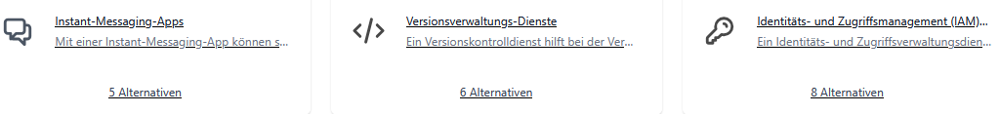 Instant-Messaging-Apps
Mit einer Instant-Messaging-App können s...
5 Alternativen
Versionsverwaltungs-Dienste
Ein Versionskontrolldienst hilft bei der Ver...
6 Alternativen
Identitäts- und Zugriffsmanagement (IAM)...
Ein Identitäts- und Zugriffsverwaltungsdien...
8 Alternativen